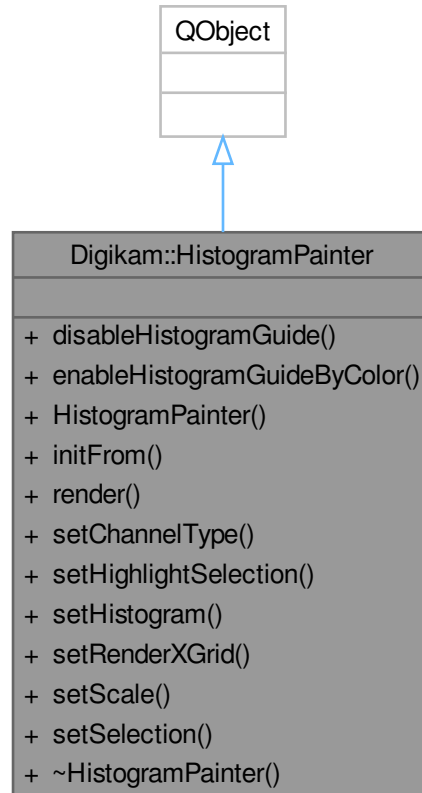 QObject
Digikam::HistogramPainter
+ disableHistogramGuide()
+ enableHistogramGuideByColor()
+ HistogramPainter()
+ initFrom()
+ render()
+ setChannelType()
+ setHighlightSelection()
+ setHistogram()
+ setRenderXGrid()
+ setScale()
+ setSelection()
+ ~HistogramPainter()